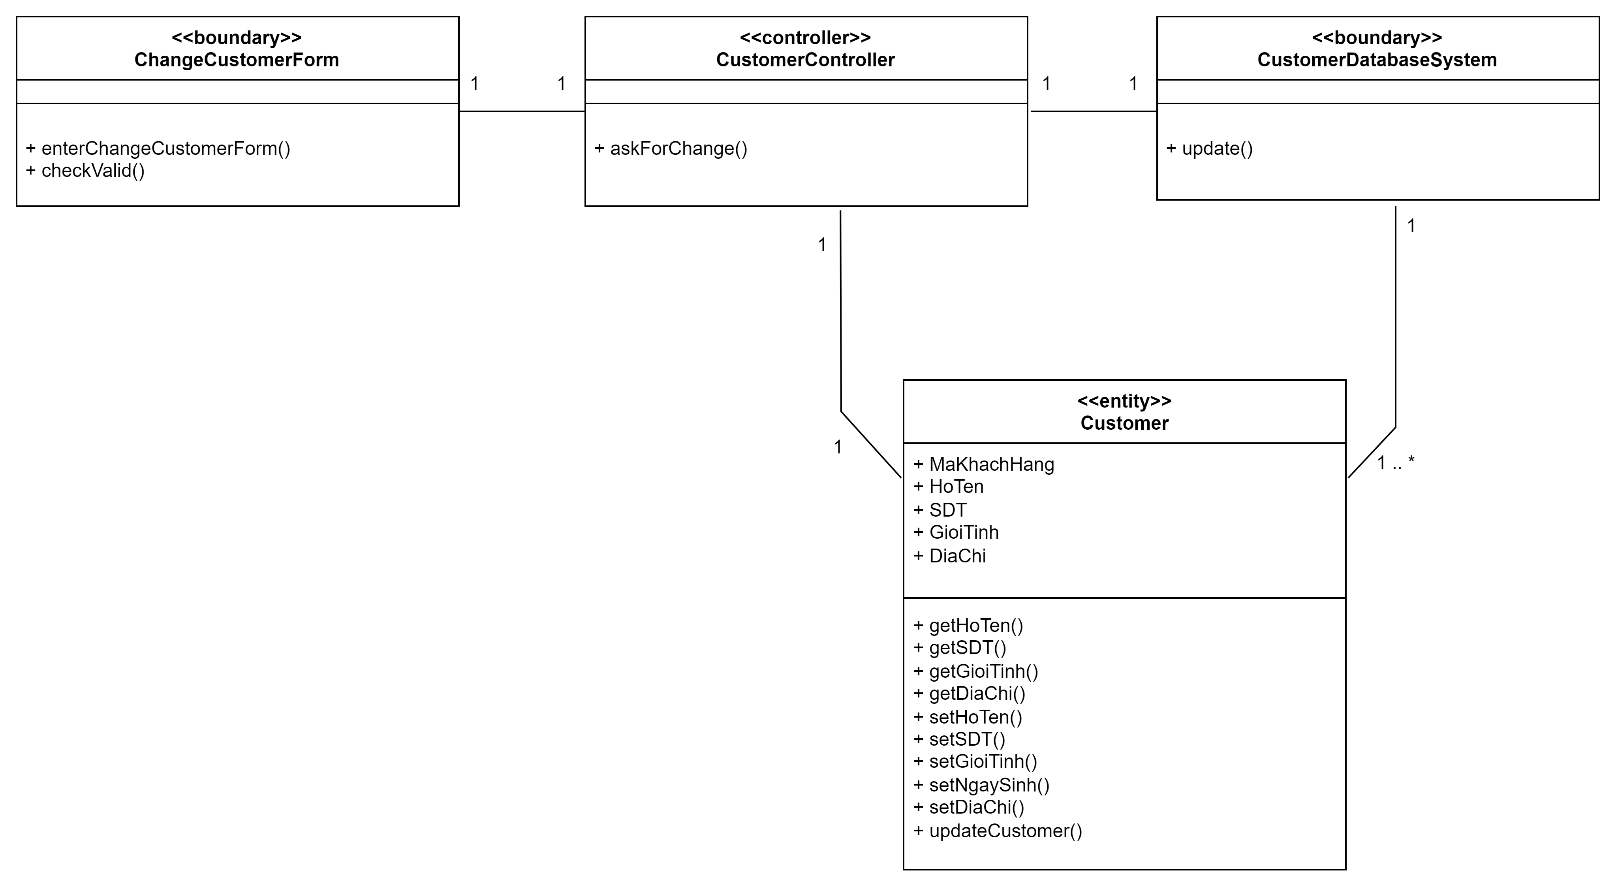 <<boundary>>
ChangeCustomerForm
+ enterChangeCustomerForm()
+ checkValid()
1
1
<<controller>>
CustomerController
+ askForChange()
1
1
<<boundary>>
CustomerDatabaseSystem
+ update()
1
1
1
1 .. *
<<entity>>
Customer
+ MaKhachHang
+ HoTen
+ SDT
+ GioiTinh
+ DiaChi
+ getHoTen()
+ getSDT()
+ getGioiTinh()
+ getDiaChi()
+ setHoTen()
+ setSDT()
+ setGioiTinh()
+ setNgaySinh()
+ setDiaChi()
+ updateCustomer()